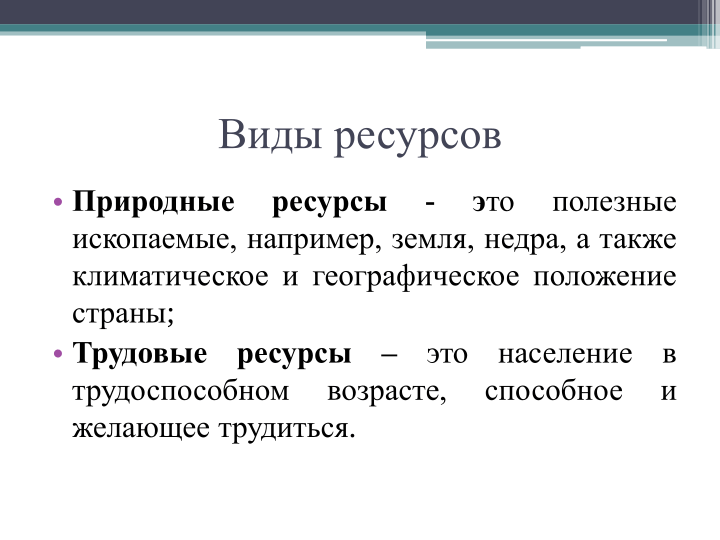 Виды ресурсов
• Природные ресурсы - это полезные
ископаемые, например, земля, недра, а также
климатическое и географическое положение
страны;
• Трудовые ресурсы – это население в
трудоспособном возрасте, способное и
желающее трудиться.